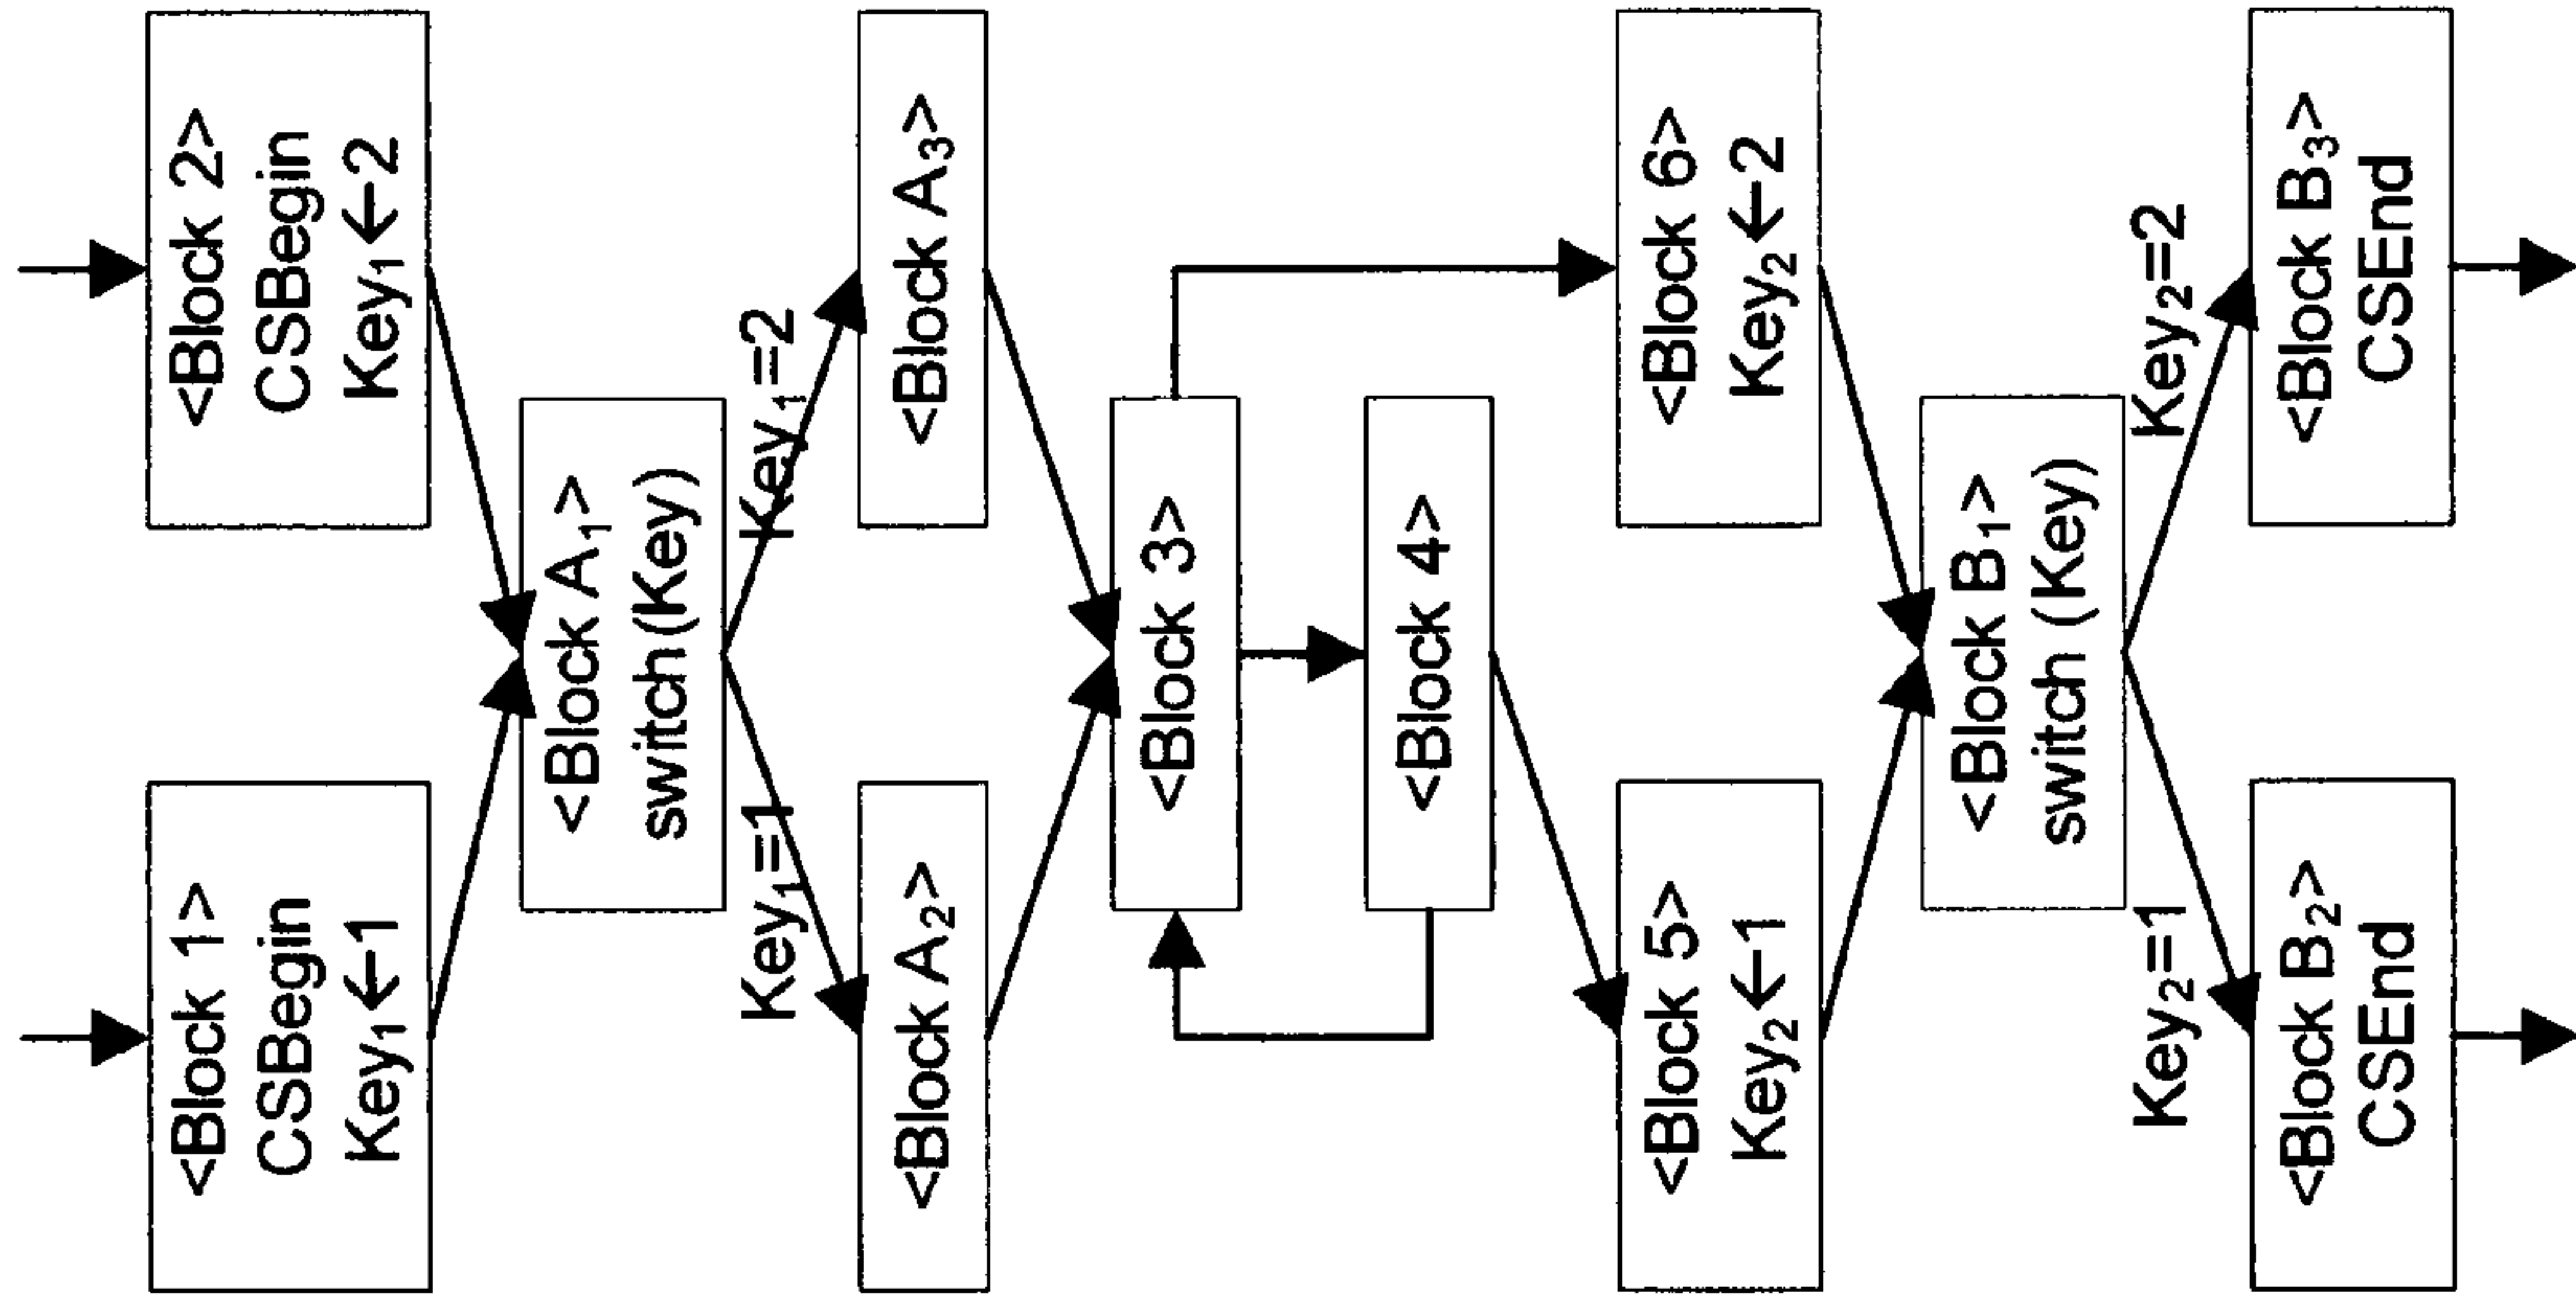 <Block 1>
CSBegin
Key₁←1
<Block 2>
CSBegin
Key₁←2
<Block A₁>
switch(Key)
Key₁=1
Key₁=2
<Block A₂>
<Block A₃>
<Block 3>
<Block 4>
<Block 5>
Key₂←1
<Block 6>
Key₂←2
<Block B₁>
switch (Key)
Key₂=1
Key₂=2
<Block B₂>
CSEnd
<Block B₃>
CSEnd